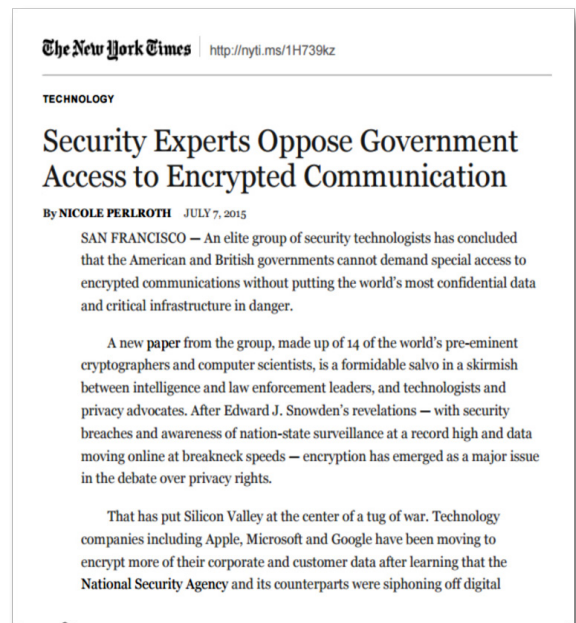 The New York Times http://nyti.ms/1H739kz
TECHNOLOGY
Security Experts Oppose Government
Access to Encrypted Communication
By NICOLE PERLROTH JULY 7, 2015
SAN FRANCISCO — An elite group of security technologists has concluded
that the American and British governments cannot demand special access to
encrypted communications without putting the world's most confidential data
and critical infrastructure in danger.
A new paper from the group, made up of 14 of the world's pre-eminent
cryptographers and computer scientists, is a formidable salvo in a skirmish
between intelligence and law enforcement leaders, and technologists and
privacy advocates. After Edward J. Snowden's revelations — with security
breaches and awareness of nation-state surveillance at a record high and data
moving online at breakneck speeds — encryption has emerged as a major issue
in the debate over privacy rights.
That has put Silicon Valley at the center of a tug of war. Technology
companies including Apple, Microsoft and Google have been moving to
encrypt more of their corporate and customer data after learning that the
National Security Agency and its counterparts were siphoning off digital